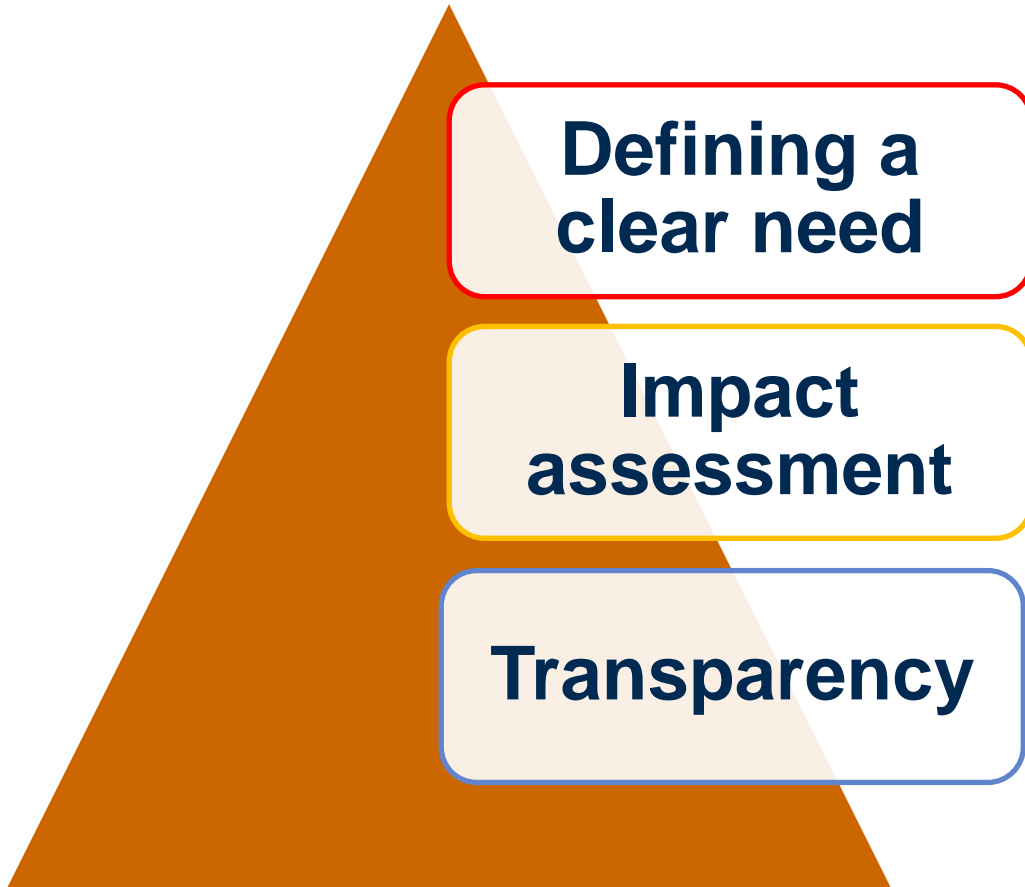 Defining a
clear need
Impact
assessment
Transparency